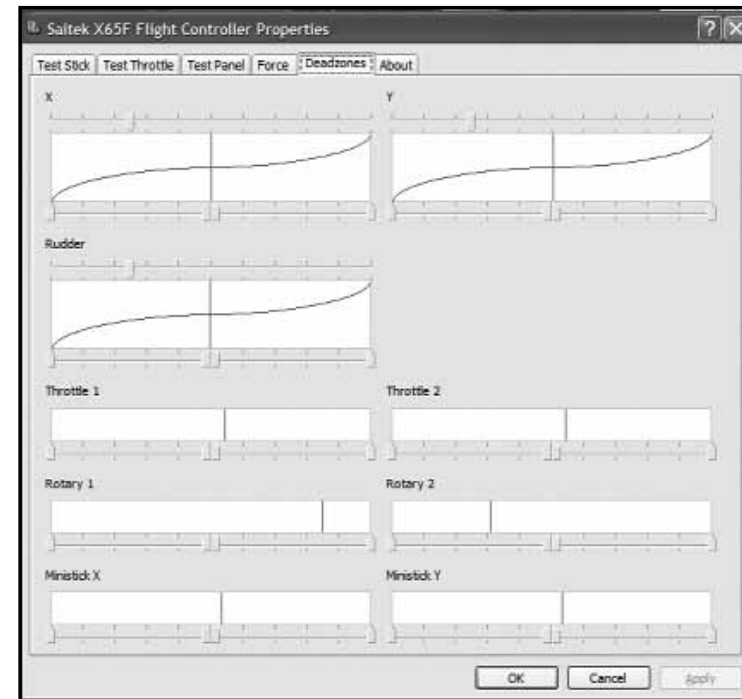 Saitek X65F Flight Controller Properties
Test Stick Test Throttle Test Panel Force Deadzones About
X Y
Rudder
Throttle 1 Throttle 2
Rotary 1 Rotary 2
Ministick X Ministick Y
OK Cancel Apply